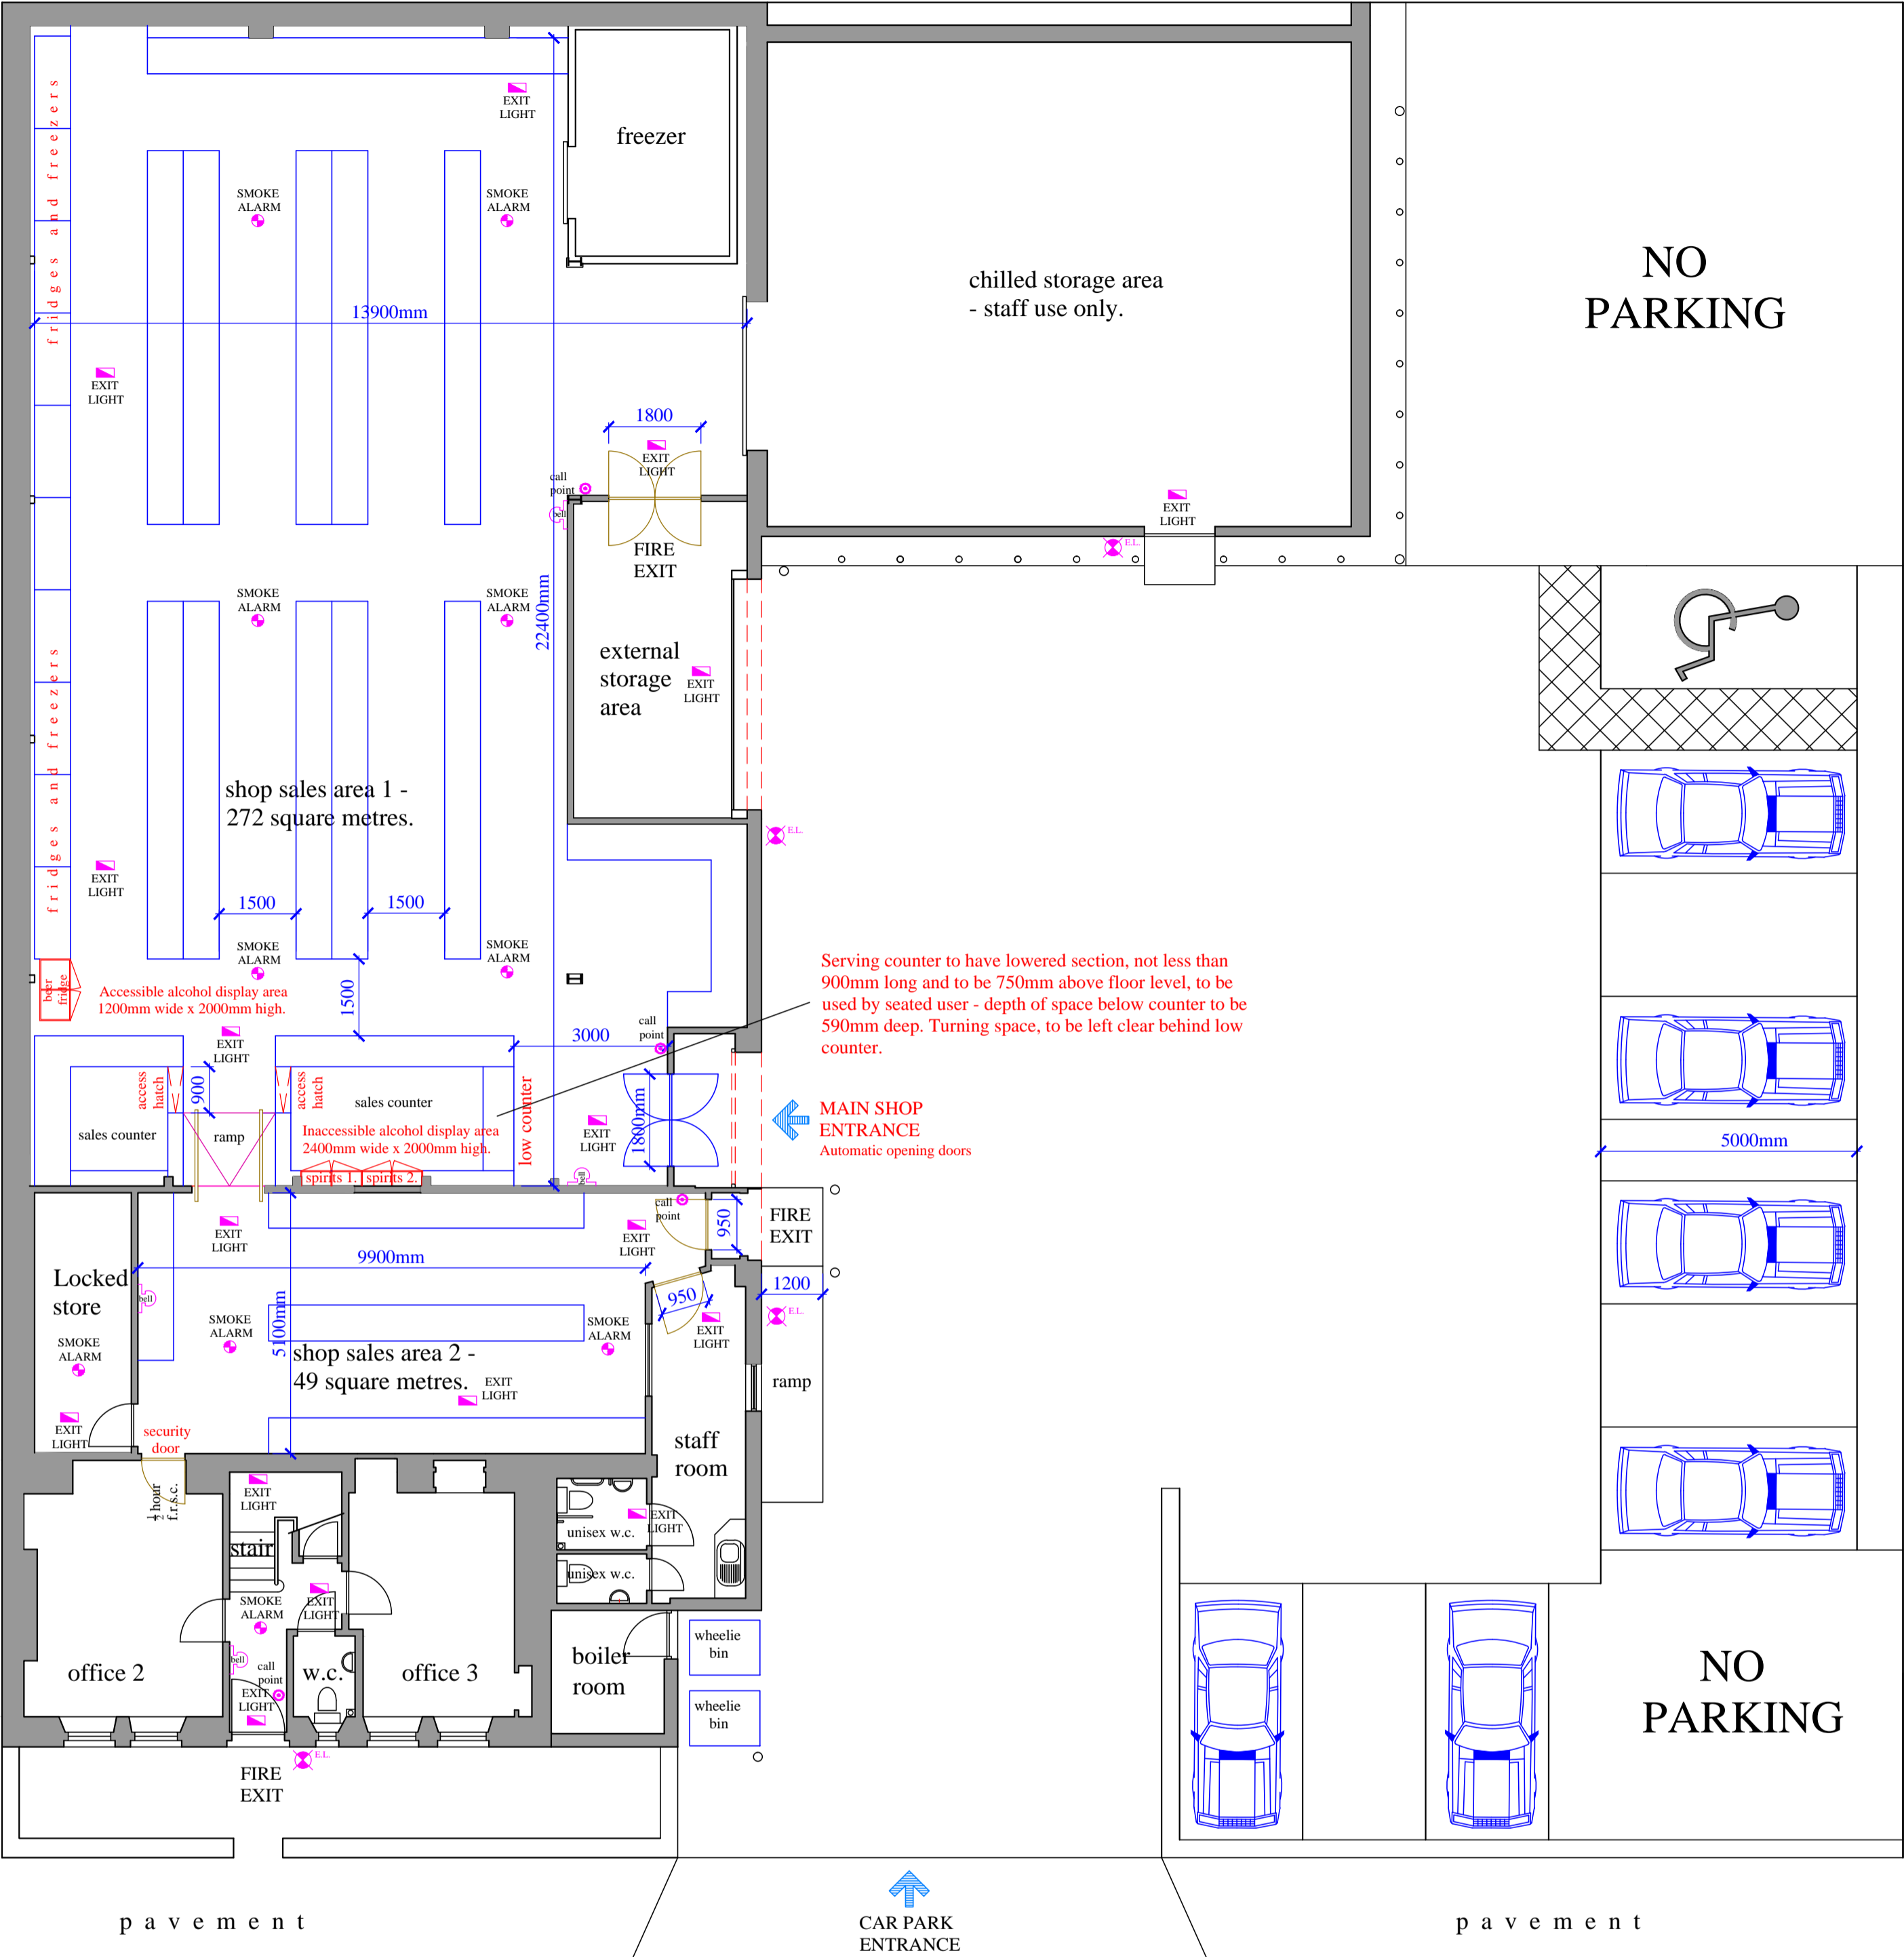 fridges and freezers
EXIT
LIGHT
freezer
SMOKE
ALARM
SMOKE
ALARM
13900mm
chilled storage area
- staff use only.
NO
PARKING
EXIT
LIGHT
1800
EXIT
LIGHT
call
point
bell
FIRE
EXIT
EXIT
LIGHT
E.L.
22400mm
SMOKE
ALARM
SMOKE
ALARM
external
storage
area
EXIT
LIGHT
fridges and freezers
shop sales area 1 -
272 square metres.
E.L.
EXIT
LIGHT
1500
1500
SMOKE
ALARM
SMOKE
ALARM
beer
fridge
Accessible alcohol display area
1200mm wide x 2000mm high.
1500
Serving counter to have lowered section, not less than
900mm long and to be 750mm above floor level, to be
used by seated user - depth of space below counter to be
590mm deep. Turning space, to be left clear behind low
counter.
EXIT
LIGHT
3000
call
point
access
hatch
900
access
hatch
sales counter
sales counter
ramp
low counter
Inaccessible alcohol display area
2400mm wide x 2000mm high.
spirits 1.
spirits 2.
EXIT
LIGHT
1800mm
MAIN SHOP
ENTRANCE
Automatic opening doors
5000mm
bell
call
point
950
FIRE
EXIT
EXIT
LIGHT
EXIT
LIGHT
9900mm
Locked
store
bell
950
1200
E.L.
EXIT
LIGHT
SMOKE
ALARM
SMOKE
ALARM
5100mm
SMOKE
ALARM
shop sales area 2 -
49 square metres.
EXIT
LIGHT
ramp
EXIT
LIGHT
security
door
staff
room
1/2 hour
f.r.s.c.
EXIT
LIGHT
EXIT
LIGHT
unisex w.c.
stair
unisex w.c.
SMOKE
ALARM
EXIT
LIGHT
bell
call
point
EXIT
LIGHT
office 2
w.c.
office 3
boiler
room
wheelie
bin
wheelie
bin
NO
PARKING
E.L.
FIRE
EXIT
pavement
CAR PARK
ENTRANCE
pavement